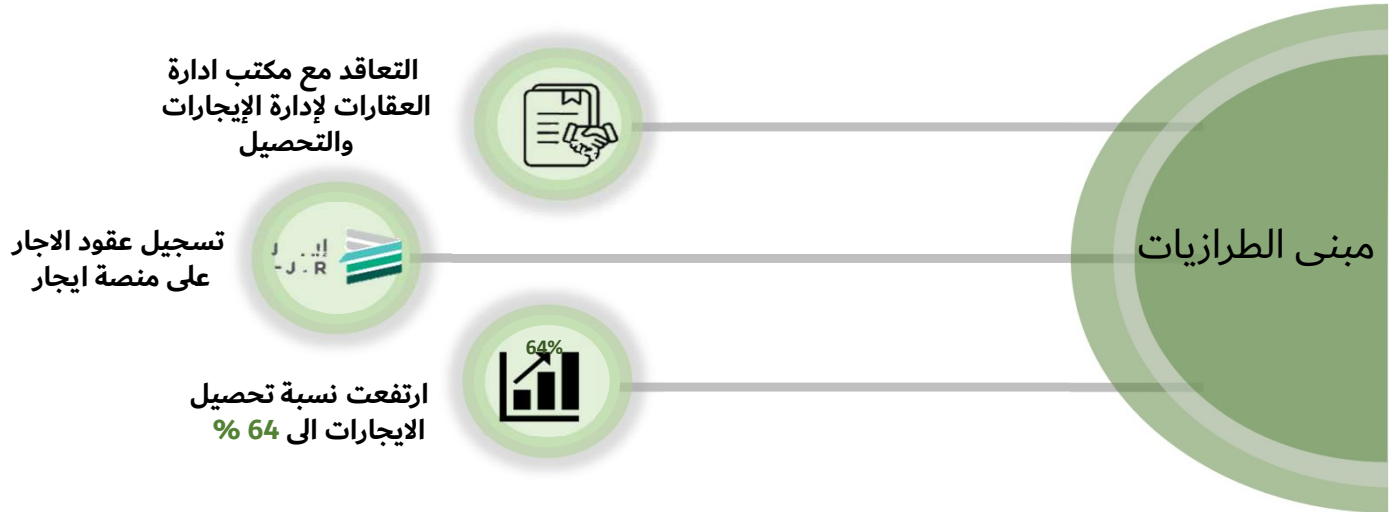 مبنى الطرازيات
التعاقد مع مكتب ادارة
العقارات لإدارة الإيجارات
والتحصيل
تسجيل عقود الاجار
على منصة ايجار
64%
ارتفعت نسبة تحصيل
الايجارات الى 64 %